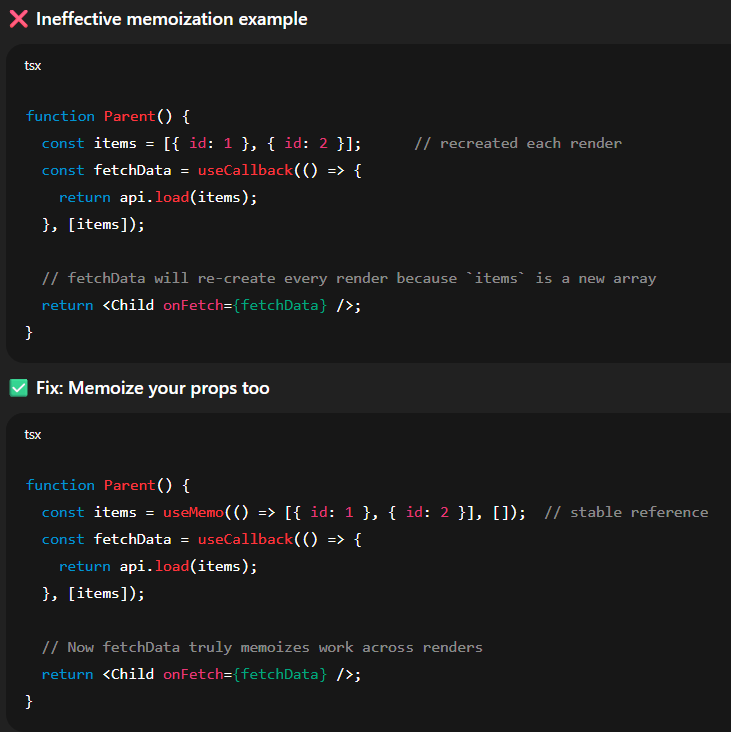 ❌ Ineffective memoization example
tsx
function Parent() {
  const items = [{ id: 1 }, { id: 2 }];      // recreated each render
  const fetchData = useCallback(() => {
    return api.load(items);
  }, [items]);

  // fetchData will re-create every render because `items` is a new array
  return <Child onFetch={fetchData} />;
}
✅ Fix: Memoize your props too
tsx
function Parent() {
  const items = useMemo(() => [{ id: 1 }, { id: 2 }], []);  // stable reference
  const fetchData = useCallback(() => {
    return api.load(items);
  }, [items]);

  // Now fetchData truly memoizes work across renders
  return <Child onFetch={fetchData} />;
}